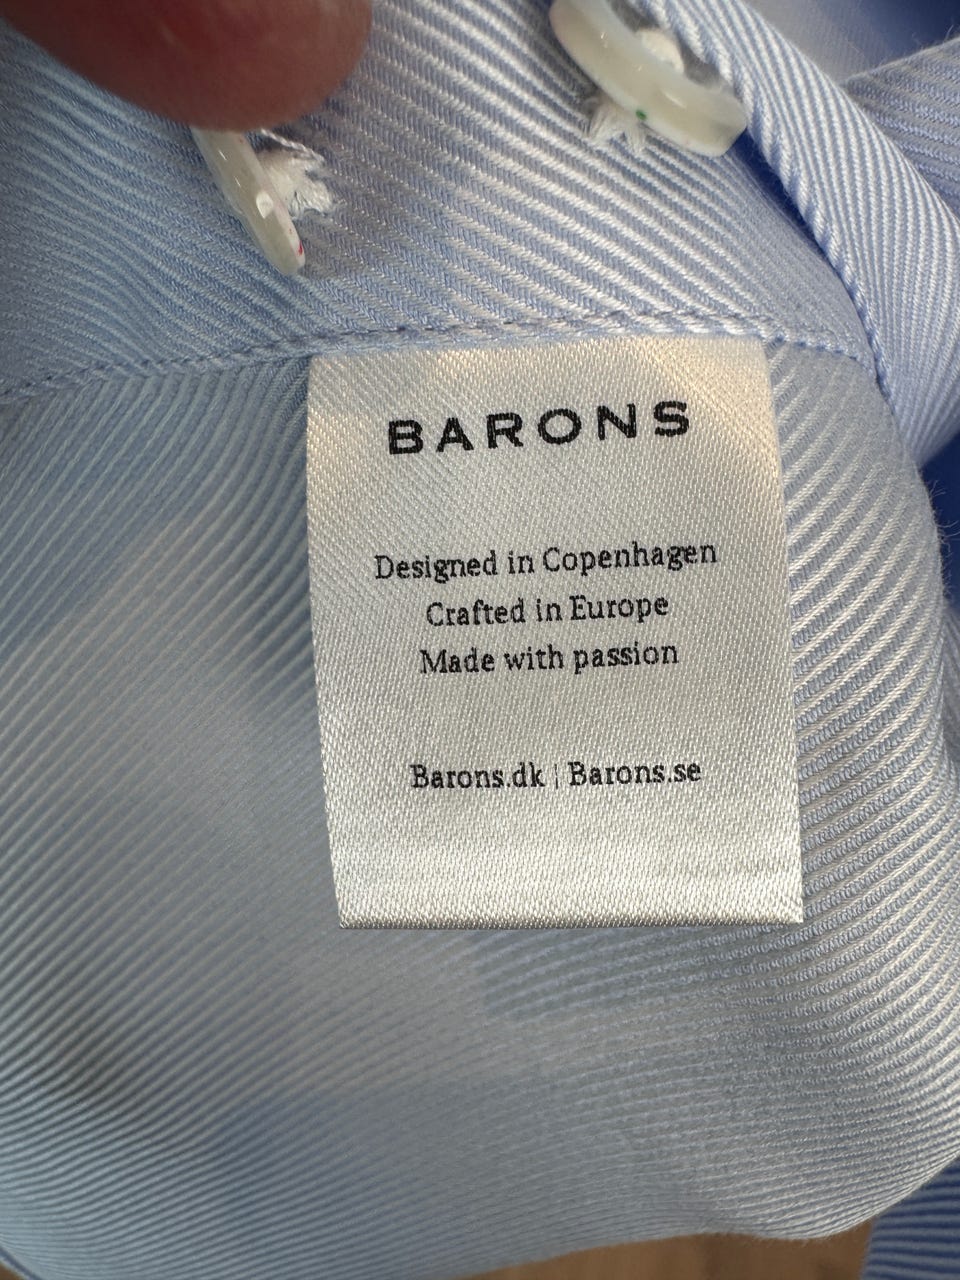 BARONS
Designed in Copenhagen
Crafted in Europe
Made with passion
Barons.dk | Barons.se